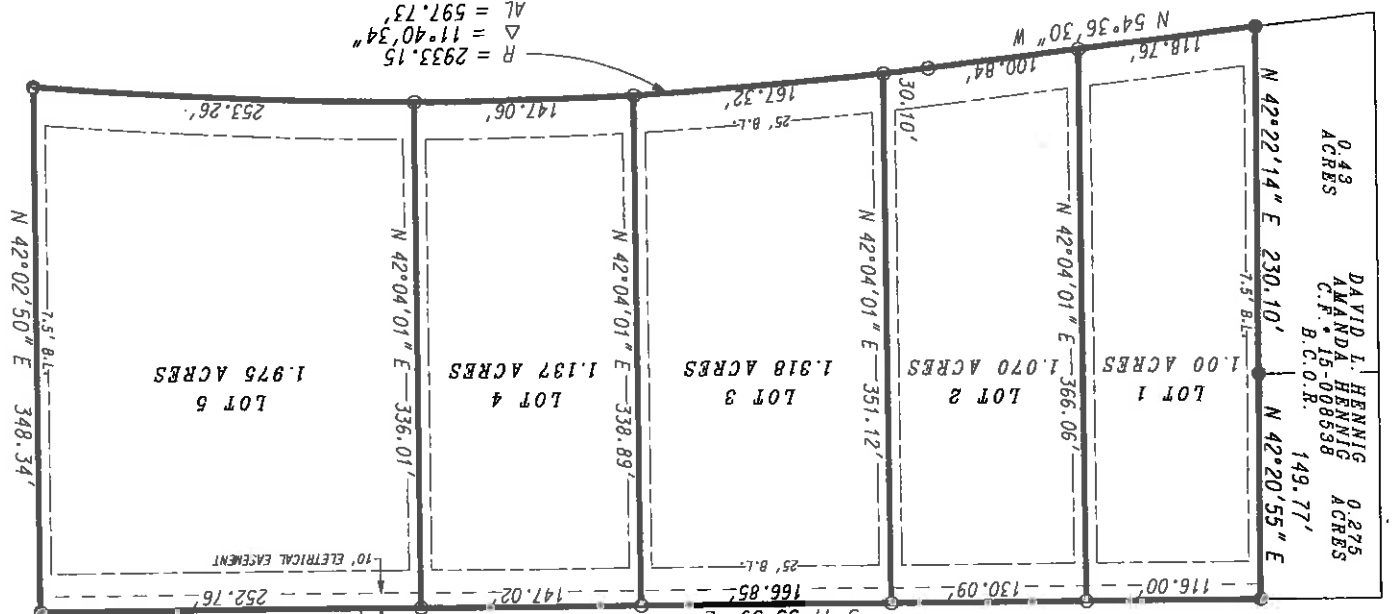 R = 2933.15
△ = 11°40'34"
AL = 597.73'
N 54°36'30" W
118.76'
100.84'
30.10'
167.32'
147.06'
253.26'
25' B.L.
N 42°22'14" E 230.10'
N 42°20'55" E
149.77'
0.43
ACRES
DAVID L. HENNIG
AMANDA HENNIG
C.F.# 15-008538
B.C.O.R.
0.275
ACRES
7.5' B.L.
LOT 1
1.00 ACRES
N 42°04'01" E 366.06'
LOT 2
1.070 ACRES
N 42°04'01" E 351.12'
LOT 3
1.318 ACRES
N 42°04'01" E 338.89'
LOT 4
1.137 ACRES
N 42°04'01" E 336.01'
LOT 5
1.975 ACRES
N 42°02'50" E 348.34'
7.5' B.L.
10' ELETRICAL EASEMENT
25' B.L.
116.00'
130.09'
166.85'
147.02'
252.76'